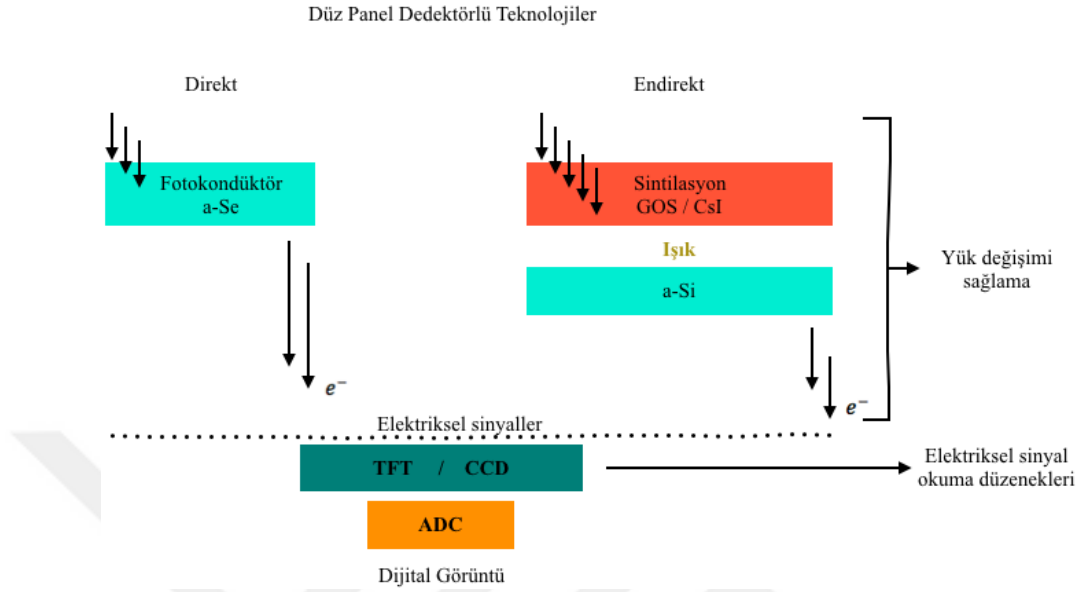 Düz Panel Dedektörlü Teknolojiler
Direkt
Endirekt
Fotokondüktör
a-Se
Sintilasyon
GOS / CsI
Işık
a-Si
Yük değişimi
sağlama
e⁻
e⁻
Elektriksel sinyaller
TFT / CCD
Elektriksel sinyal
okuma düzenekleri
ADC
Dijital Görüntü